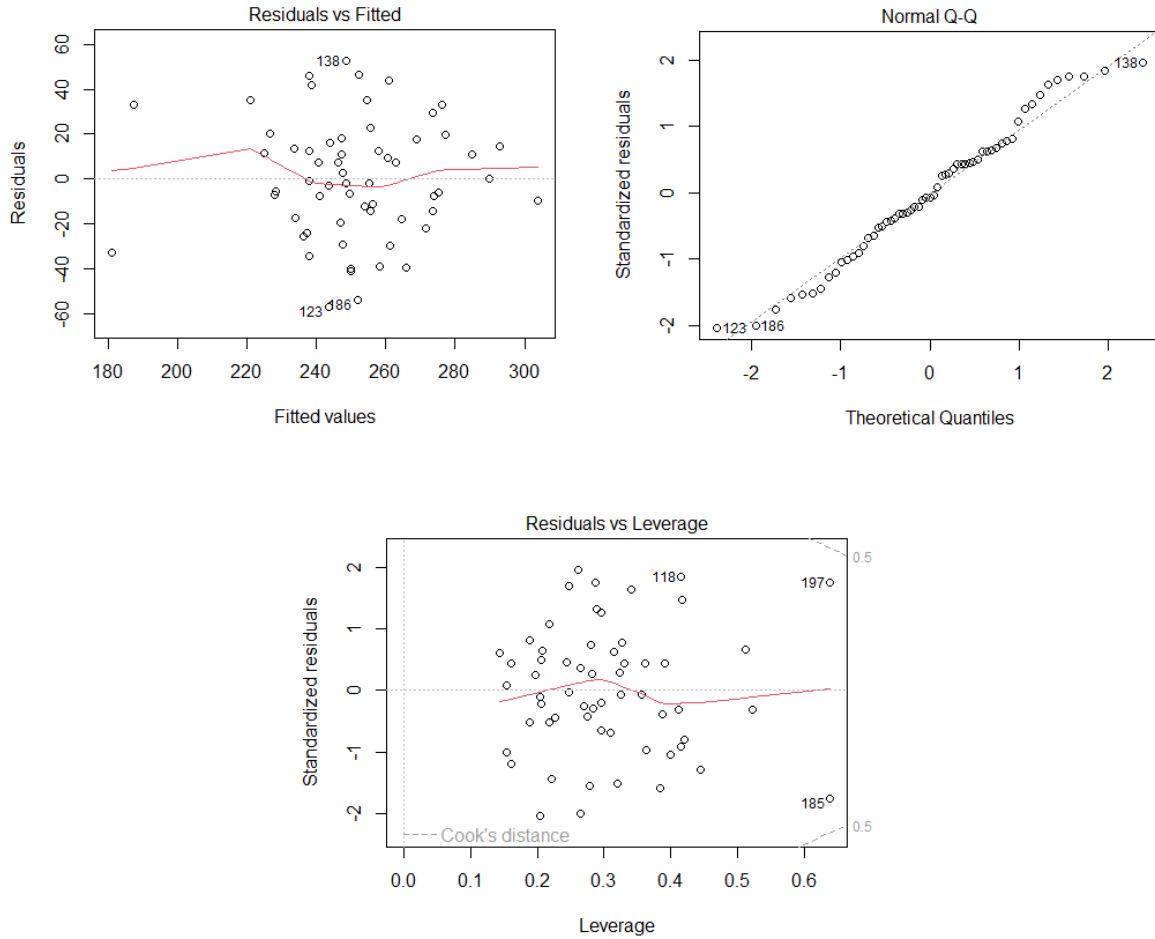 Residuals vs Fitted
Residuals
60
40
20
0
-20
-40
-60
138
186
123
180 200 220 240 260 280 300
Fitted values
Normal Q-Q
Standardized residuals
2
1
0
-1
-2
138
123
186
-2 -1 0 1 2
Theoretical Quantiles
Residuals vs Leverage
Standardized residuals
2
1
0
-1
-2
0.5
118
197
185
0.5
Cook's distance
0.0 0.1 0.2 0.3 0.4 0.5 0.6
Leverage